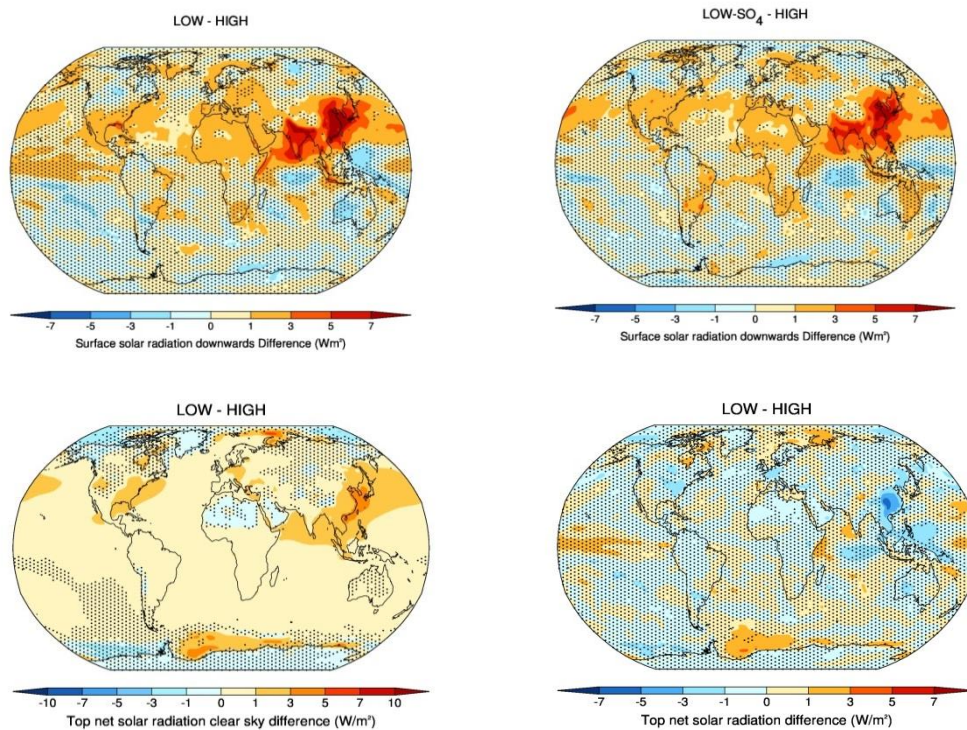 LOW - HIGH
-7 -5 -3 -1 0 1 3 5 7
Surface solar radiation downwards Difference (Wm²)
LOW-SO₄ - HIGH
-7 -5 -3 -1 0 1 3 5 7
Surface solar radiation downwards Difference (Wm²)
LOW - HIGH
-10 -7 -5 -3 -1 0 1 3 5 7 10
Top net solar radiation clear sky difference (W/m²)
LOW - HIGH
-7 -5 -3 -1 0 1 3 5 7
Top net solar radiation difference (W/m²)